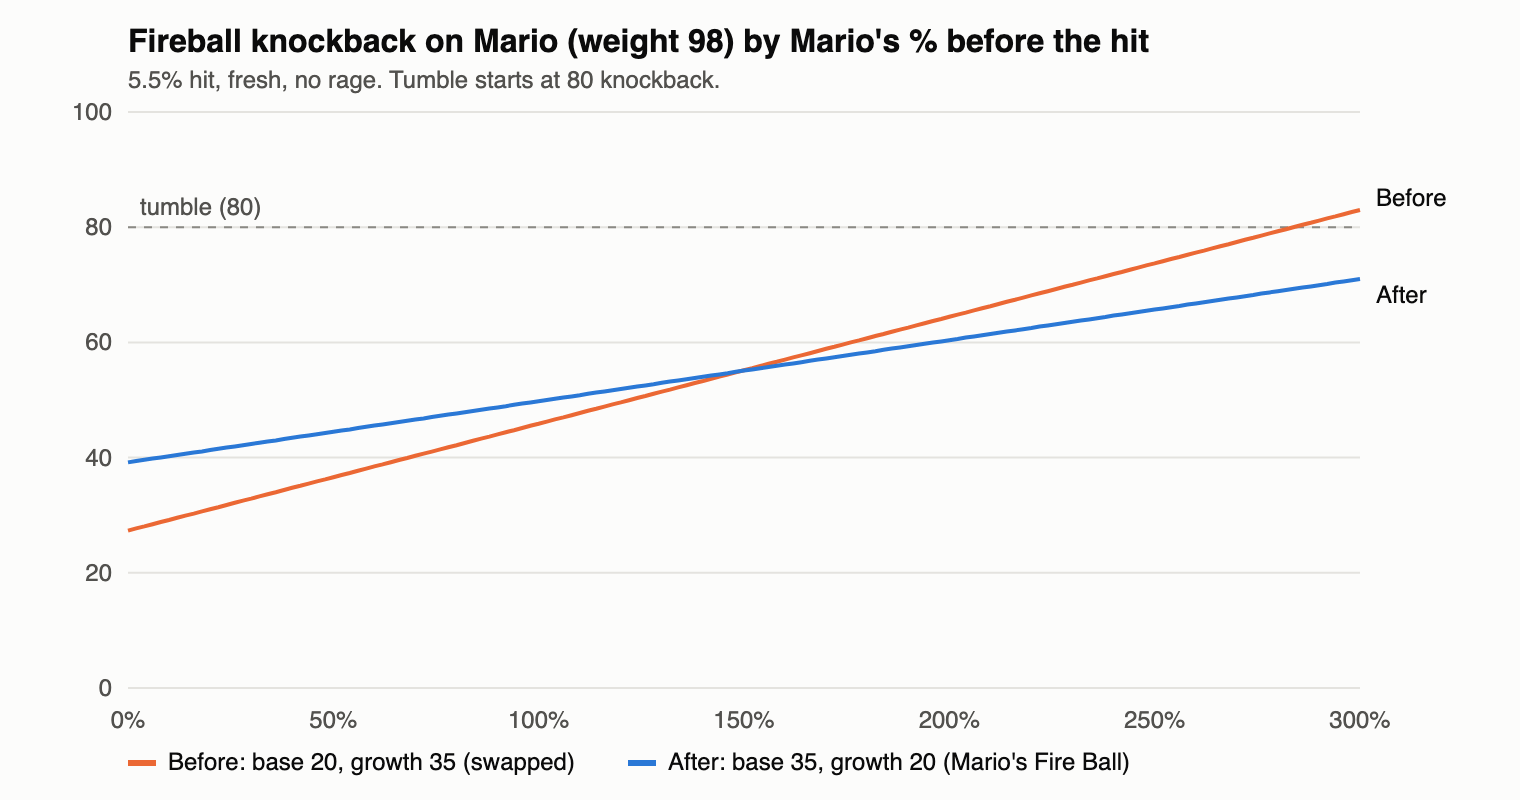 Fireball knockback on Mario (weight 98) by Mario's % before the hit
5.5% hit, fresh, no rage. Tumble starts at 80 knockback.
100
tumble (80)
80
60
40
20
0
Before
After
0% 50% 100% 150% 200% 250% 300%
Before: base 20, growth 35 (swapped) After: base 35, growth 20 (Mario's Fire Ball)